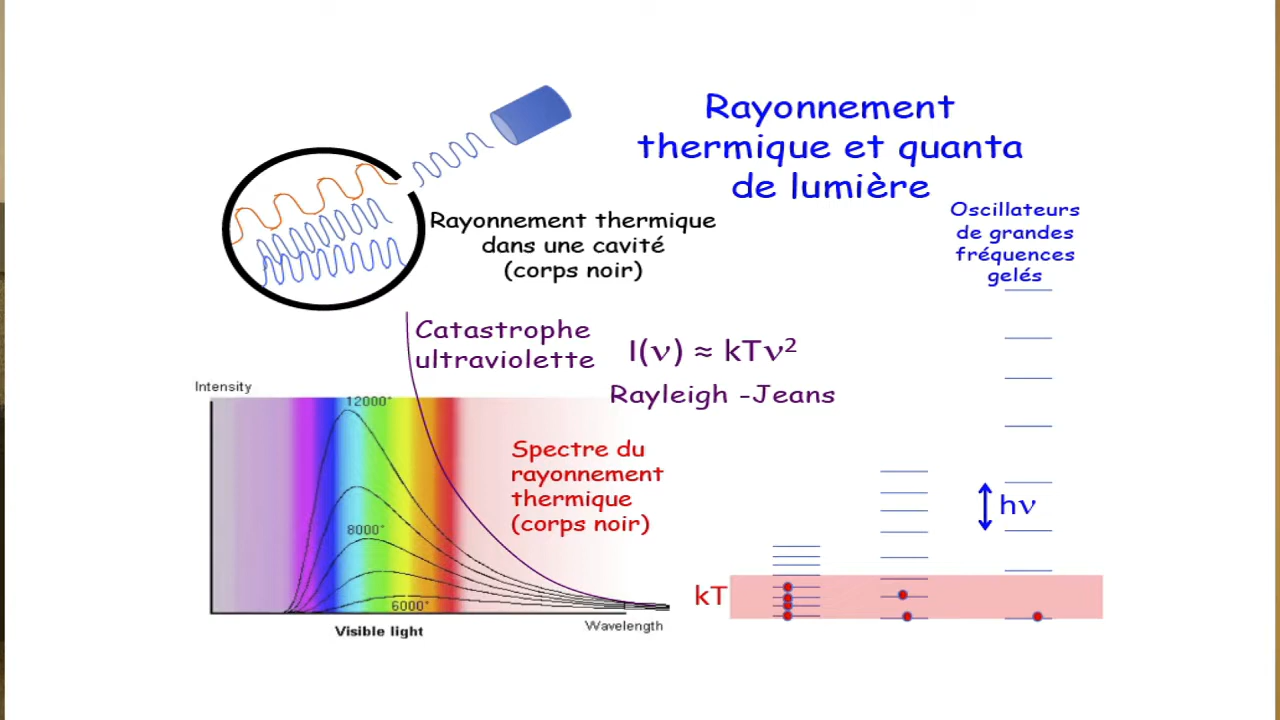 Rayonnement
thermique et quanta
de lumière
Rayonnement thermique
dans une cavité
(corps noir)
Oscillateurs
de grandes
fréquences
gelés
Catastrophe
ultraviolette
I(ν) ≈ kTν²
Rayleigh -Jeans
Intensity
12000°
8000°
6000°
Spectre du
rayonnement
thermique
(corps noir)
Wavelength
Visible light
hν
kT